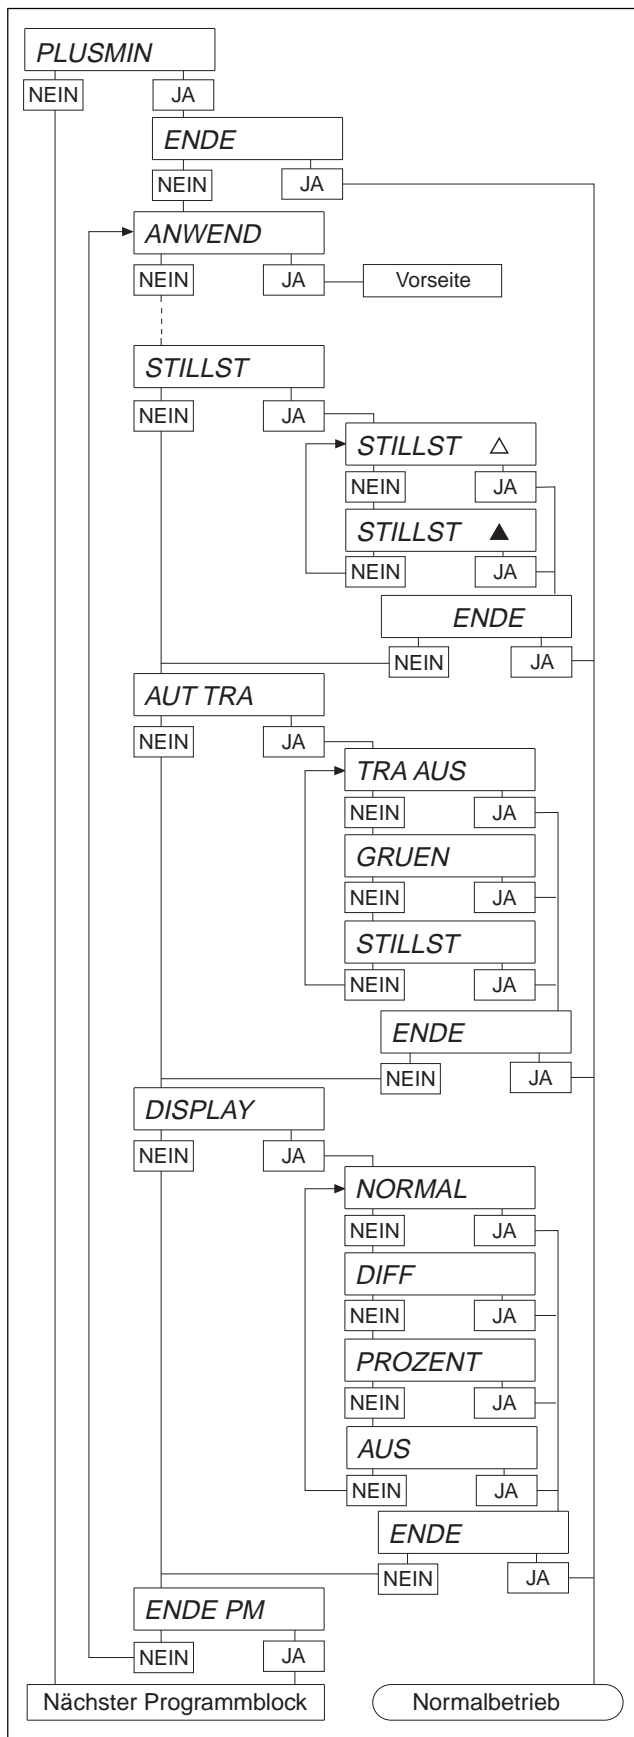 PLUSMIN
NEIN JA
ENDE
NEIN JA
ANWEND
NEIN JA Vorseite
STILLST
NEIN JA
STILLST △
NEIN JA
STILLST ▲
NEIN JA
ENDE
NEIN JA
AUT TRA
NEIN JA
TRA AUS
NEIN JA
GRUEN
NEIN JA
STILLST
NEIN JA
ENDE
NEIN JA
DISPLAY
NEIN JA
NORMAL
NEIN JA
DIFF
NEIN JA
PROZENT
NEIN JA
AUS
NEIN JA
ENDE
NEIN JA
ENDE PM
NEIN JA
Nächster Programmblock Normalbetrieb